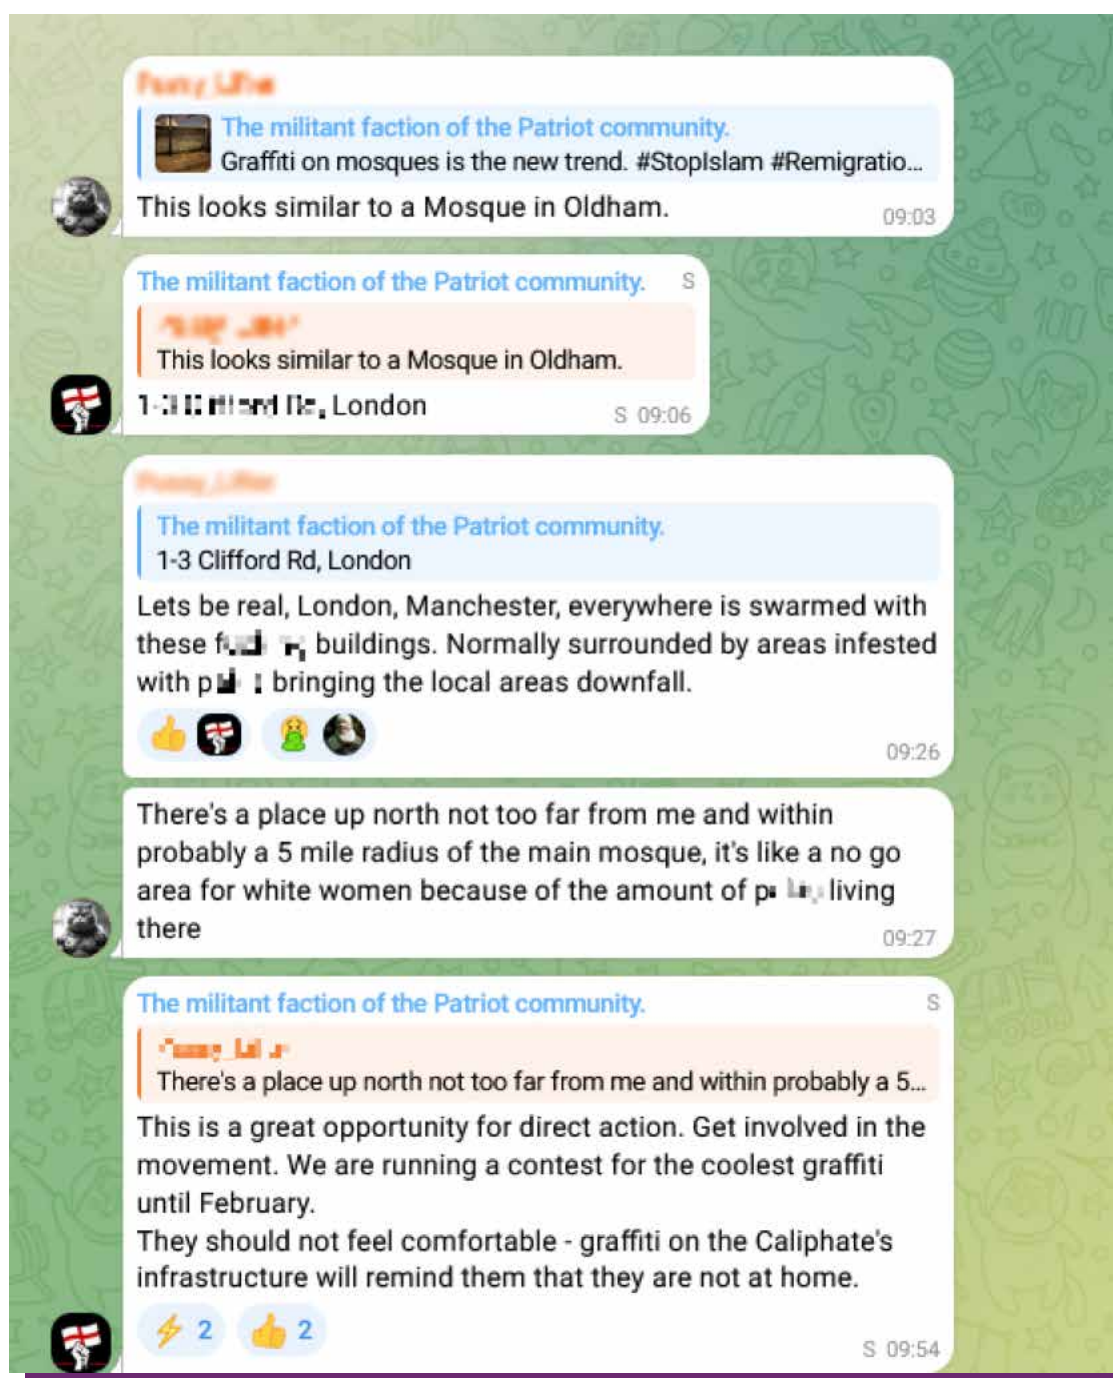 The militant faction of the Patriot community.
Graffiti on mosques is the new trend. #StopIslam #Remigratio...
This looks similar to a Mosque in Oldham.
09:03
The militant faction of the Patriot community. S
This looks similar to a Mosque in Oldham.
London
S 09:06
The militant faction of the Patriot community.
1-3 Clifford Rd, London
Lets be real, London, Manchester, everywhere is swarmed with
these buildings. Normally surrounded by areas infested
with bringing the local areas downfall.
09:26
There's a place up north not too far from me and within
probably a 5 mile radius of the main mosque, it's like a no go
area for white women because of the amount of living
there
09:27
The militant faction of the Patriot community. S
There's a place up north not too far from me and within probably a 5...
This is a great opportunity for direct action. Get involved in the
movement. We are running a contest for the coolest graffiti
until February.
They should not feel comfortable - graffiti on the Caliphate's
infrastructure will remind them that they are not at home.
2 2
S 09:54